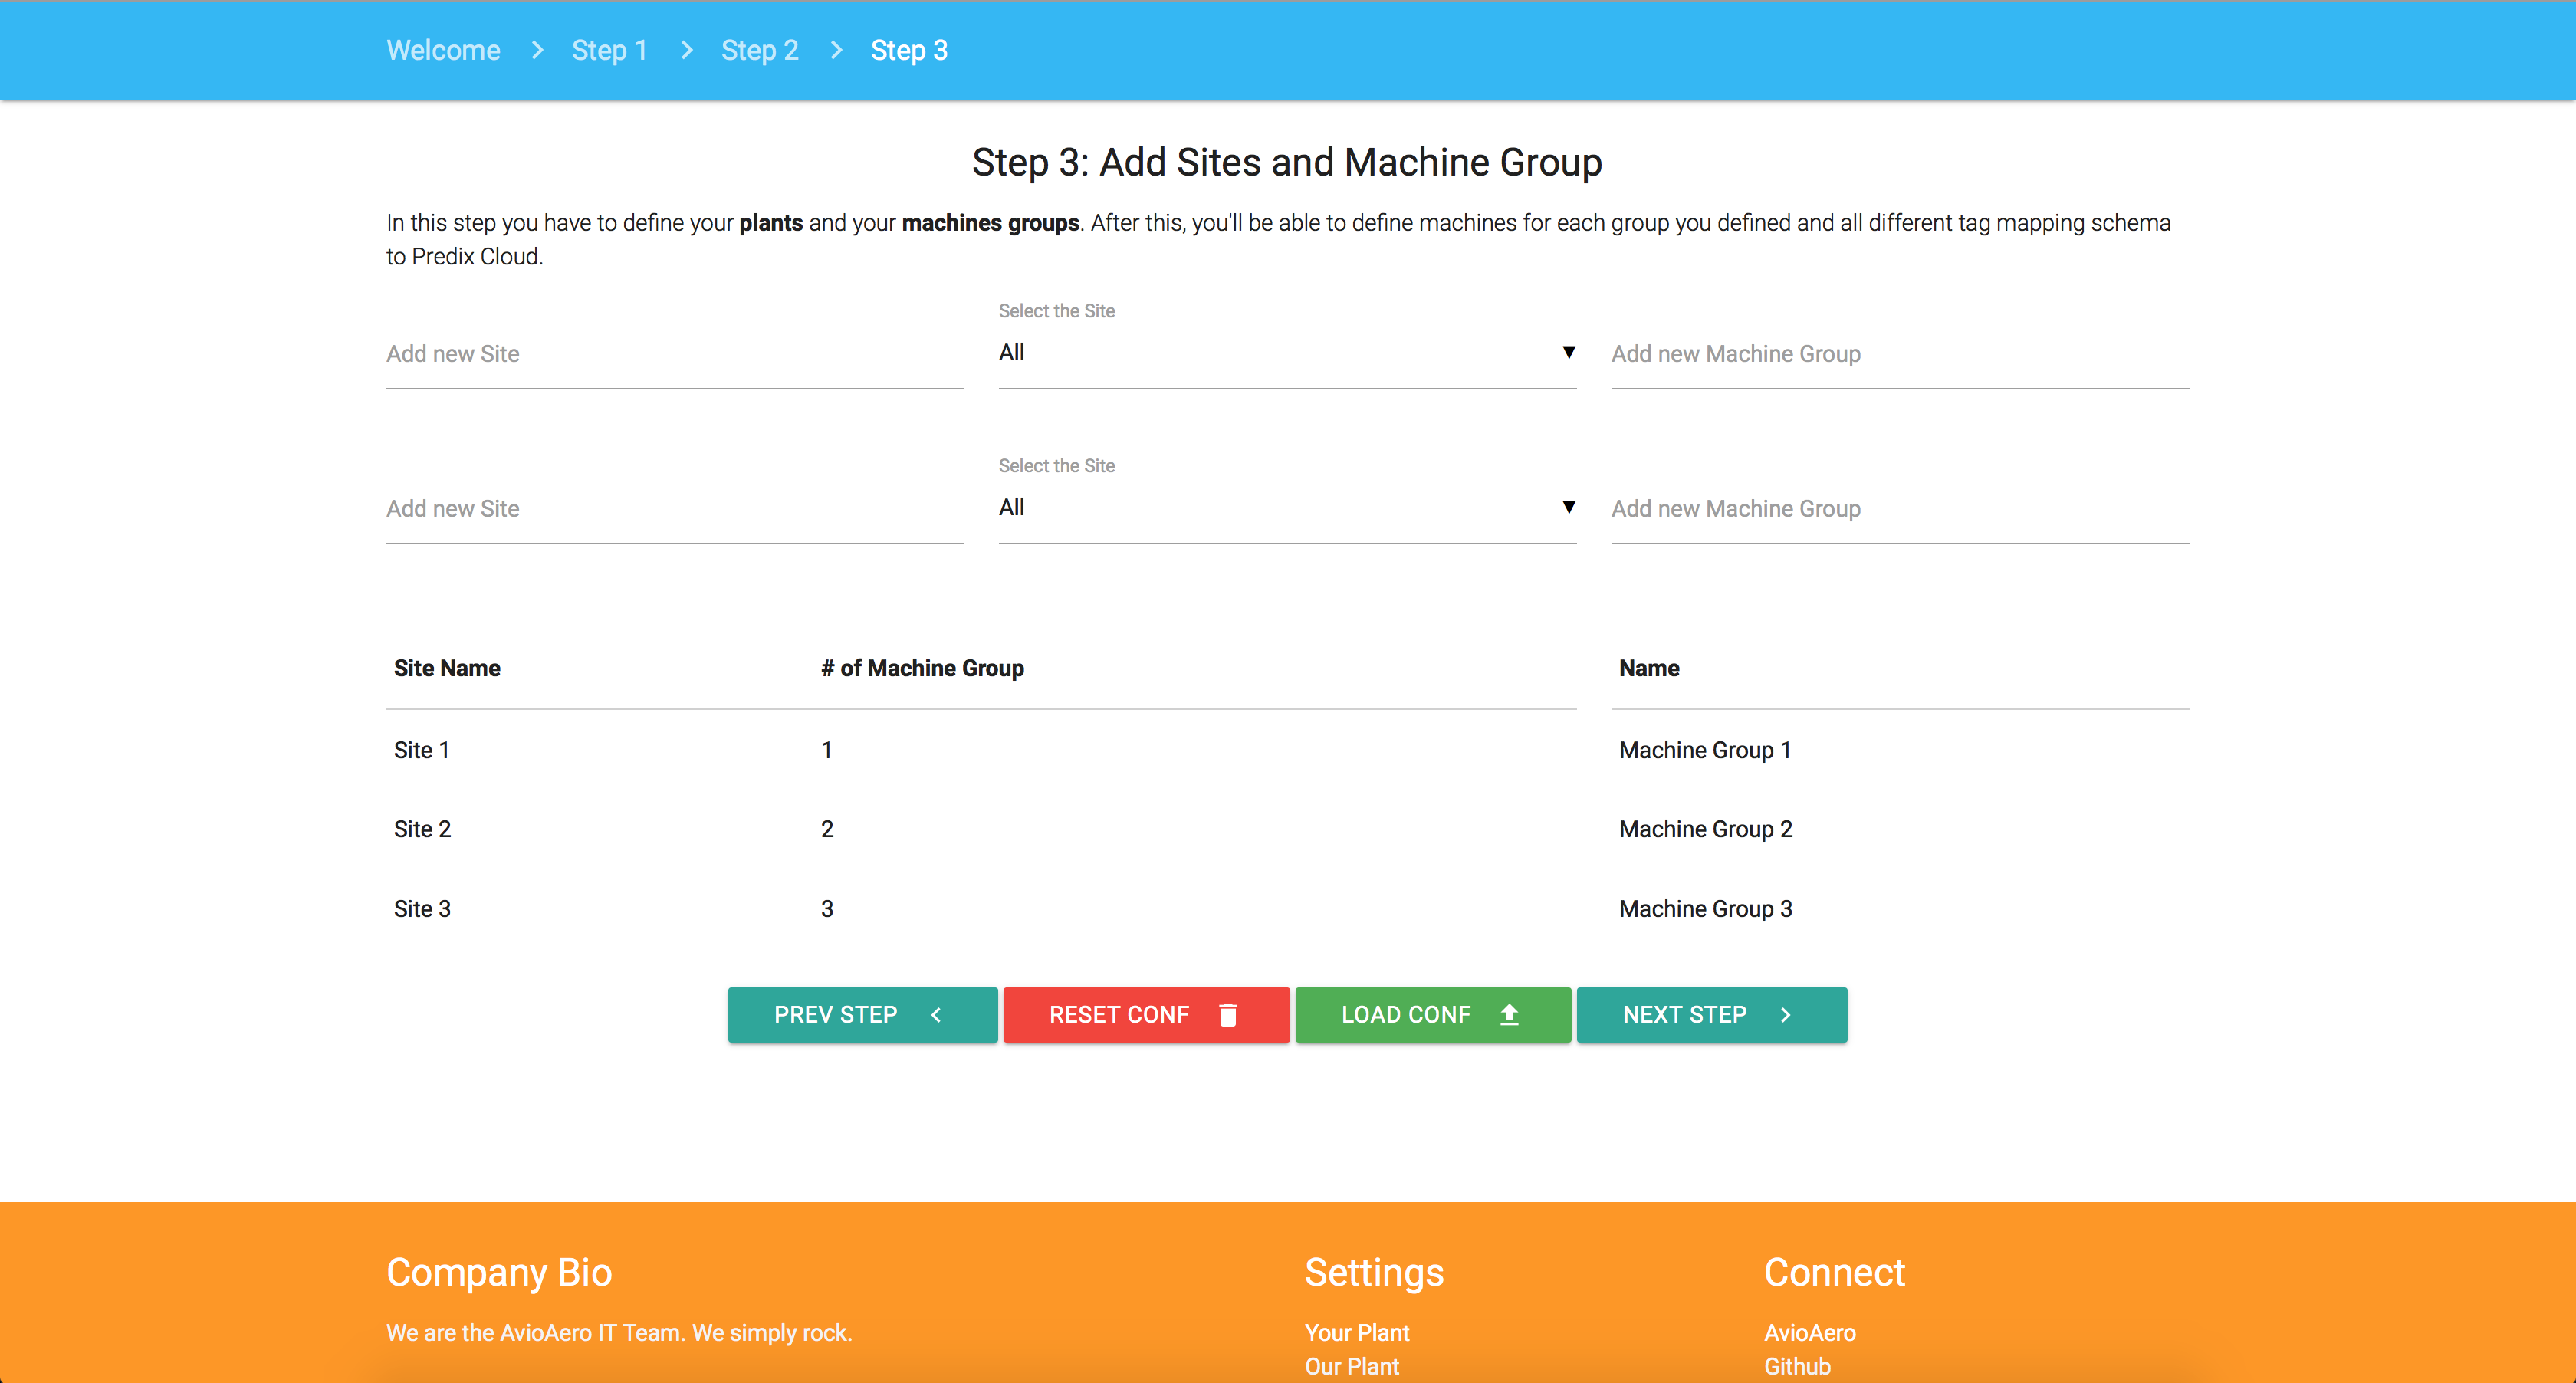 Welcome > Step 1 > Step 2 > Step 3
Step 3: Add Sites and Machine Group
In this step you have to define your plants and your machines groups. After this, you'll be able to define machines for each group you defined and all different tag mapping schema
to Predix Cloud.
Select the Site
Add new Site All ▼ Add new Machine Group
Select the Site
Add new Site All ▼ Add new Machine Group
Site Name # of Machine Group Name
Site 1 1 Machine Group 1
Site 2 2 Machine Group 2
Site 3 3 Machine Group 3
PREV STEP RESET CONF LOAD CONF NEXT STEP
Company Bio Settings Connect
We are the AvioAero IT Team. We simply rock. Your Plant AvioAero
Our Plant Github